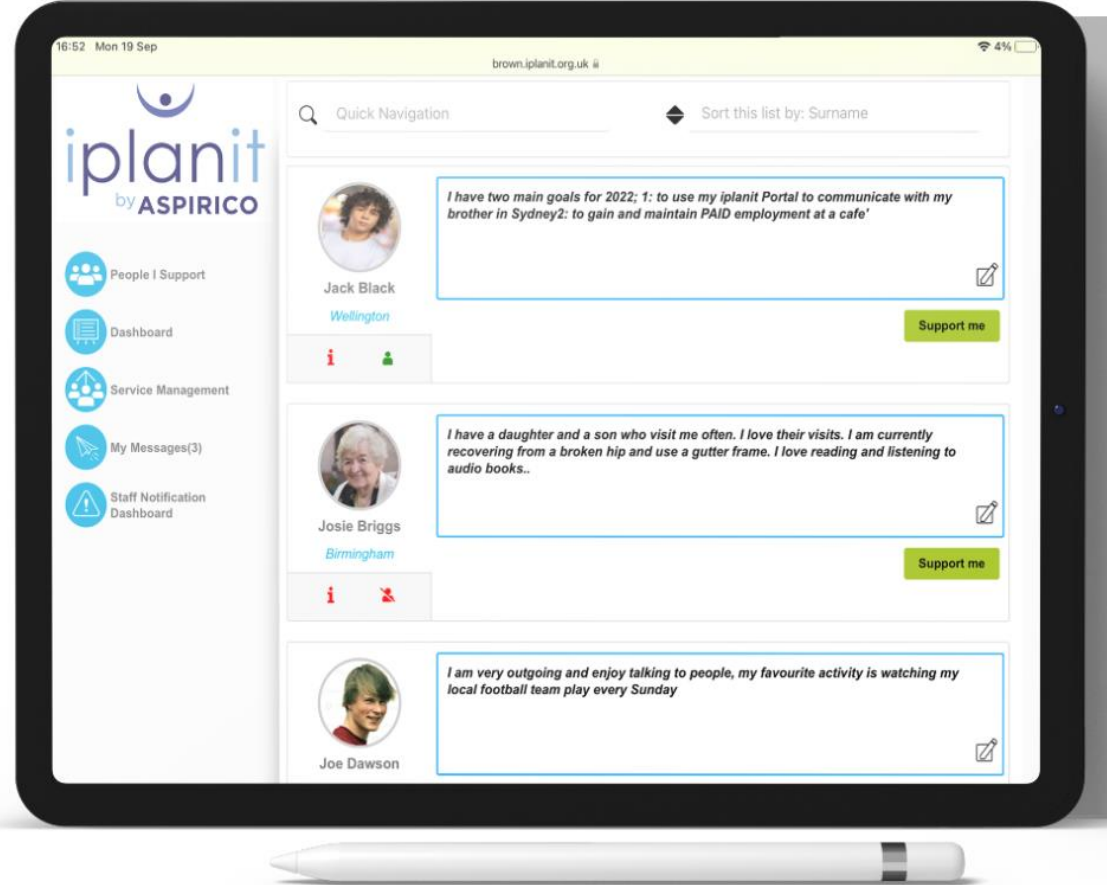 16:52 Mon 19 Sep
4%
brown.iplanit.org.uk
iplanit
by ASPIRICO
People I Support
Dashboard
Service Management
My Messages(3)
Staff Notification
Dashboard
Quick Navigation
Sort this list by: Surname
I have two main goals for 2022; 1: to use my iplanit Portal to communicate with my
brother in Sydney2: to gain and maintain PAID employment at a cafe'
Jack Black
Wellington
Support me
I have a daughter and a son who visit me often. I love their visits. I am currently
recovering from a broken hip and use a gutter frame. I love reading and listening to
audio books..
Josie Briggs
Birmingham
Support me
I am very outgoing and enjoy talking to people, my favourite activity is watching my
local football team play every Sunday
Joe Dawson